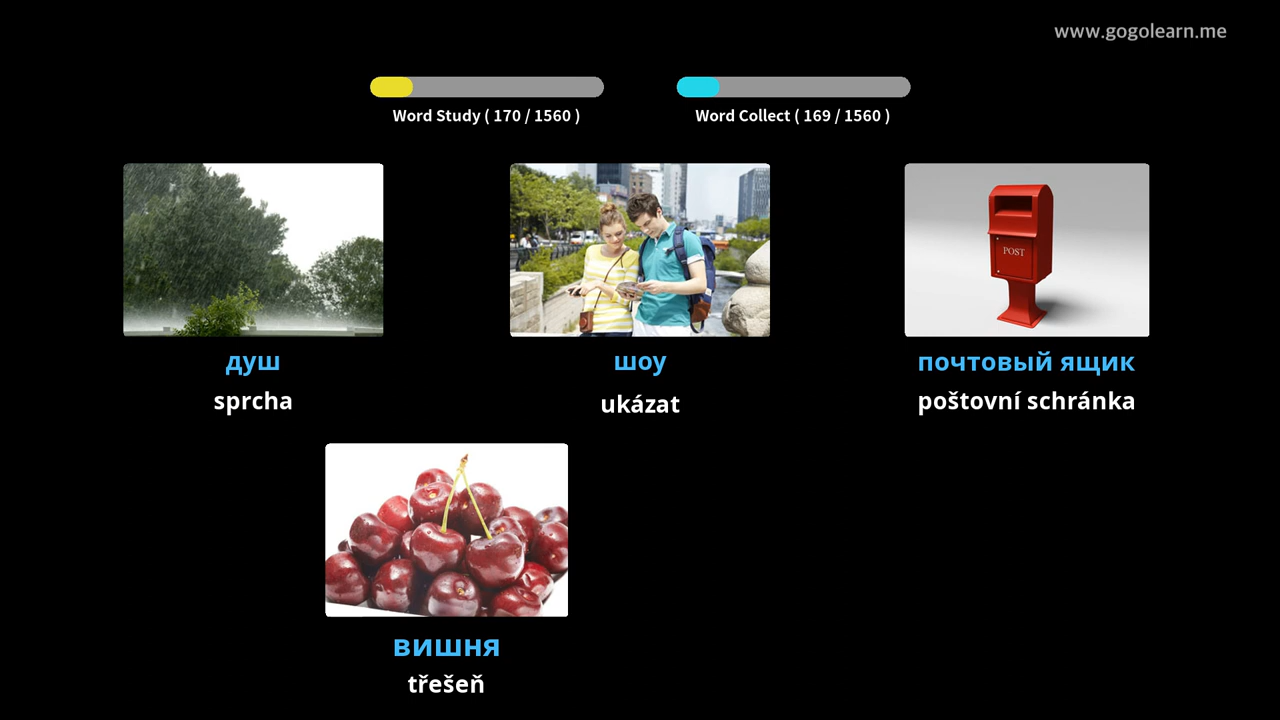 www.gogolearn.me
Word Study ( 170 / 1560 )
Word Collect ( 169 / 1560 )
душ
sprcha
шоу
ukázat
POST
почтовый ящик
poštovní schránka
вишня
třešeň